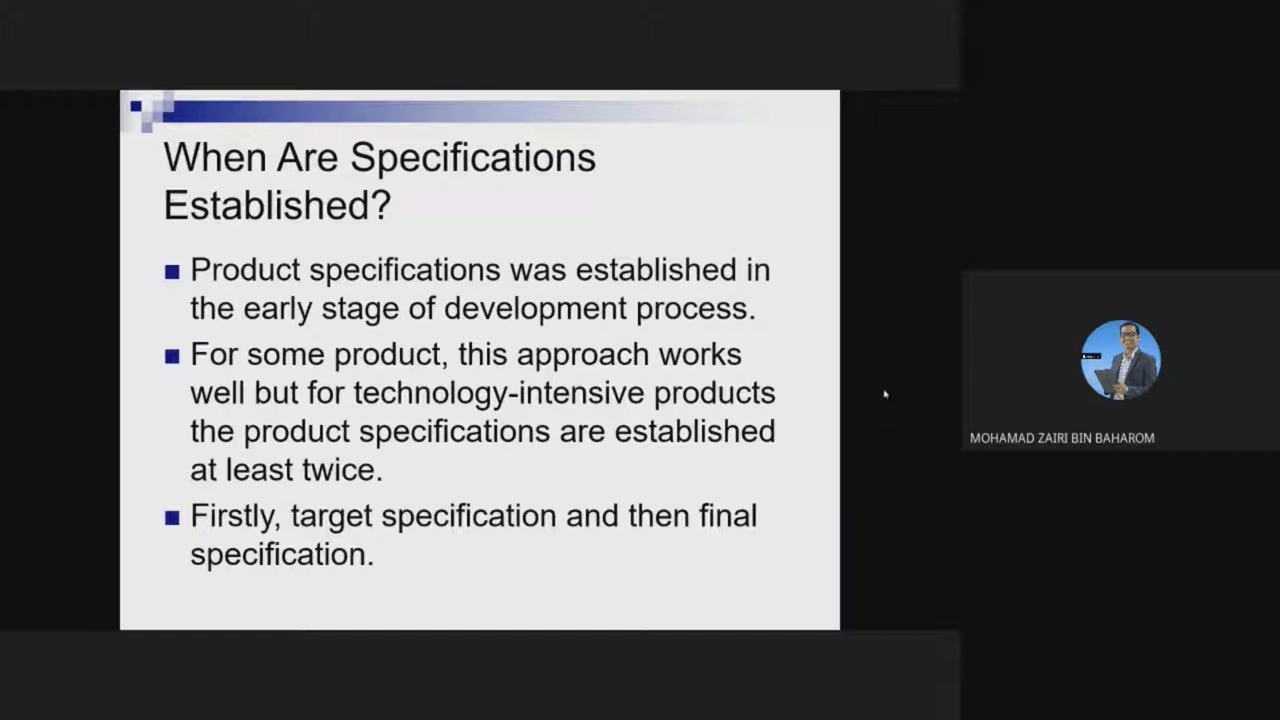 When Are Specifications
Established?
Product specifications was established in
the early stage of development process.
For some product, this approach works
well but for technology-intensive products
the product specifications are established
at least twice.
Firstly, target specification and then final
specification.
MOHAMAD ZAIRI BIN BAHAROM